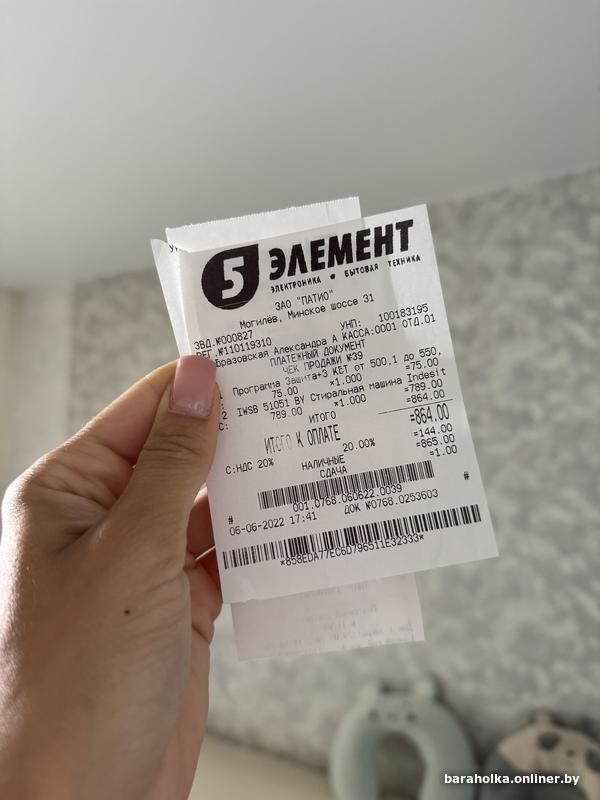 5 ЭЛЕМЕНТ
ЭЛЕКТРОНИКА БЫТОВАЯ ТЕХНИКА
ЗАО "ПАТИО"
Могилёв, Минское шоссе 31
ЗВД.№000827 УНП: 100183195
РЕГ.№110119310
бразовская Александра А КАССА:0001 ОТД.01
ПЛАТЕЖНЫЙ ДОКУМЕНТ
ЧЕК ПРОДАЖИ №39
Программа Защита+3 КБТ от 500,1 до 550,
75.00 *1.000 =75.00
2 IWSB 51051 BY Стиральная машина Indesit
С: 789.00 *1.000 =789.00
ИТОГО =864.00
ИТОГО К ОПЛАТЕ =864.00
С:НДС 20% 20.00% =144.00
НАЛИЧНЫЕ =865.00
СДАЧА =1.00
001.0768.060622.0039
# #
06-06-2022 17:41 ДОК №0768.0253603
*858EDA77EC6D796511E32333*
baraholka.onliner.by